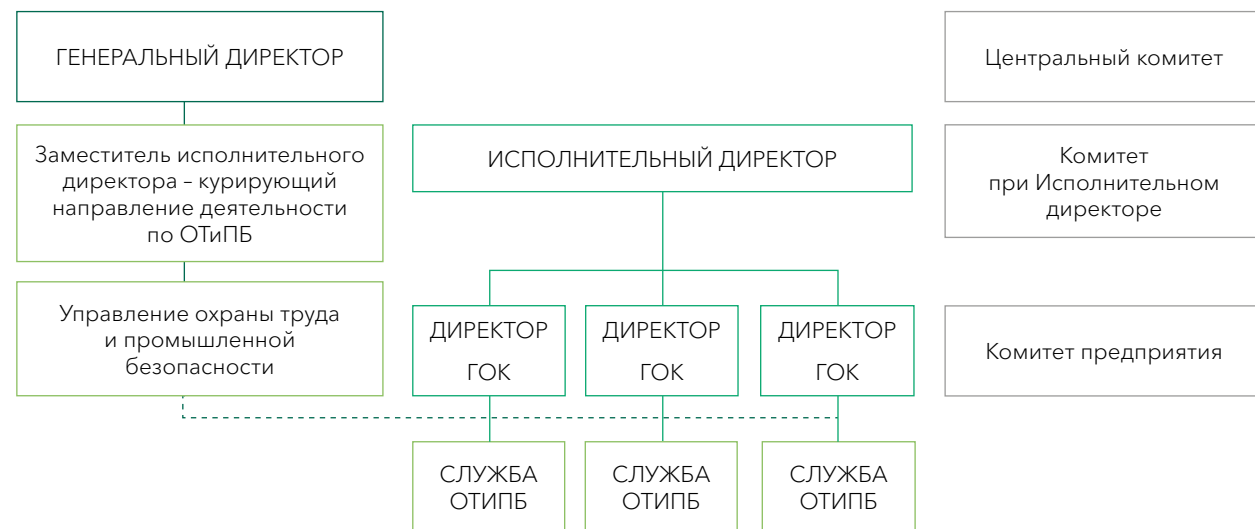 ГЕНЕРАЛЬНЫЙ ДИРЕКТОР
Центральный комитет
Заместитель исполнительного
директора – курирующий
направление деятельности
по ОТиПБ
ИСПОЛНИТЕЛЬНЫЙ ДИРЕКТОР
Комитет
при Исполнительном
директоре
Управление охраны труда
и промышленной
безопасности
ДИРЕКТОР
ГОК
ДИРЕКТОР
ГОК
ДИРЕКТОР
ГОК
Комитет предприятия
СЛУЖБА
ОТИПБ
СЛУЖБА
ОТИПБ
СЛУЖБА
ОТИПБ